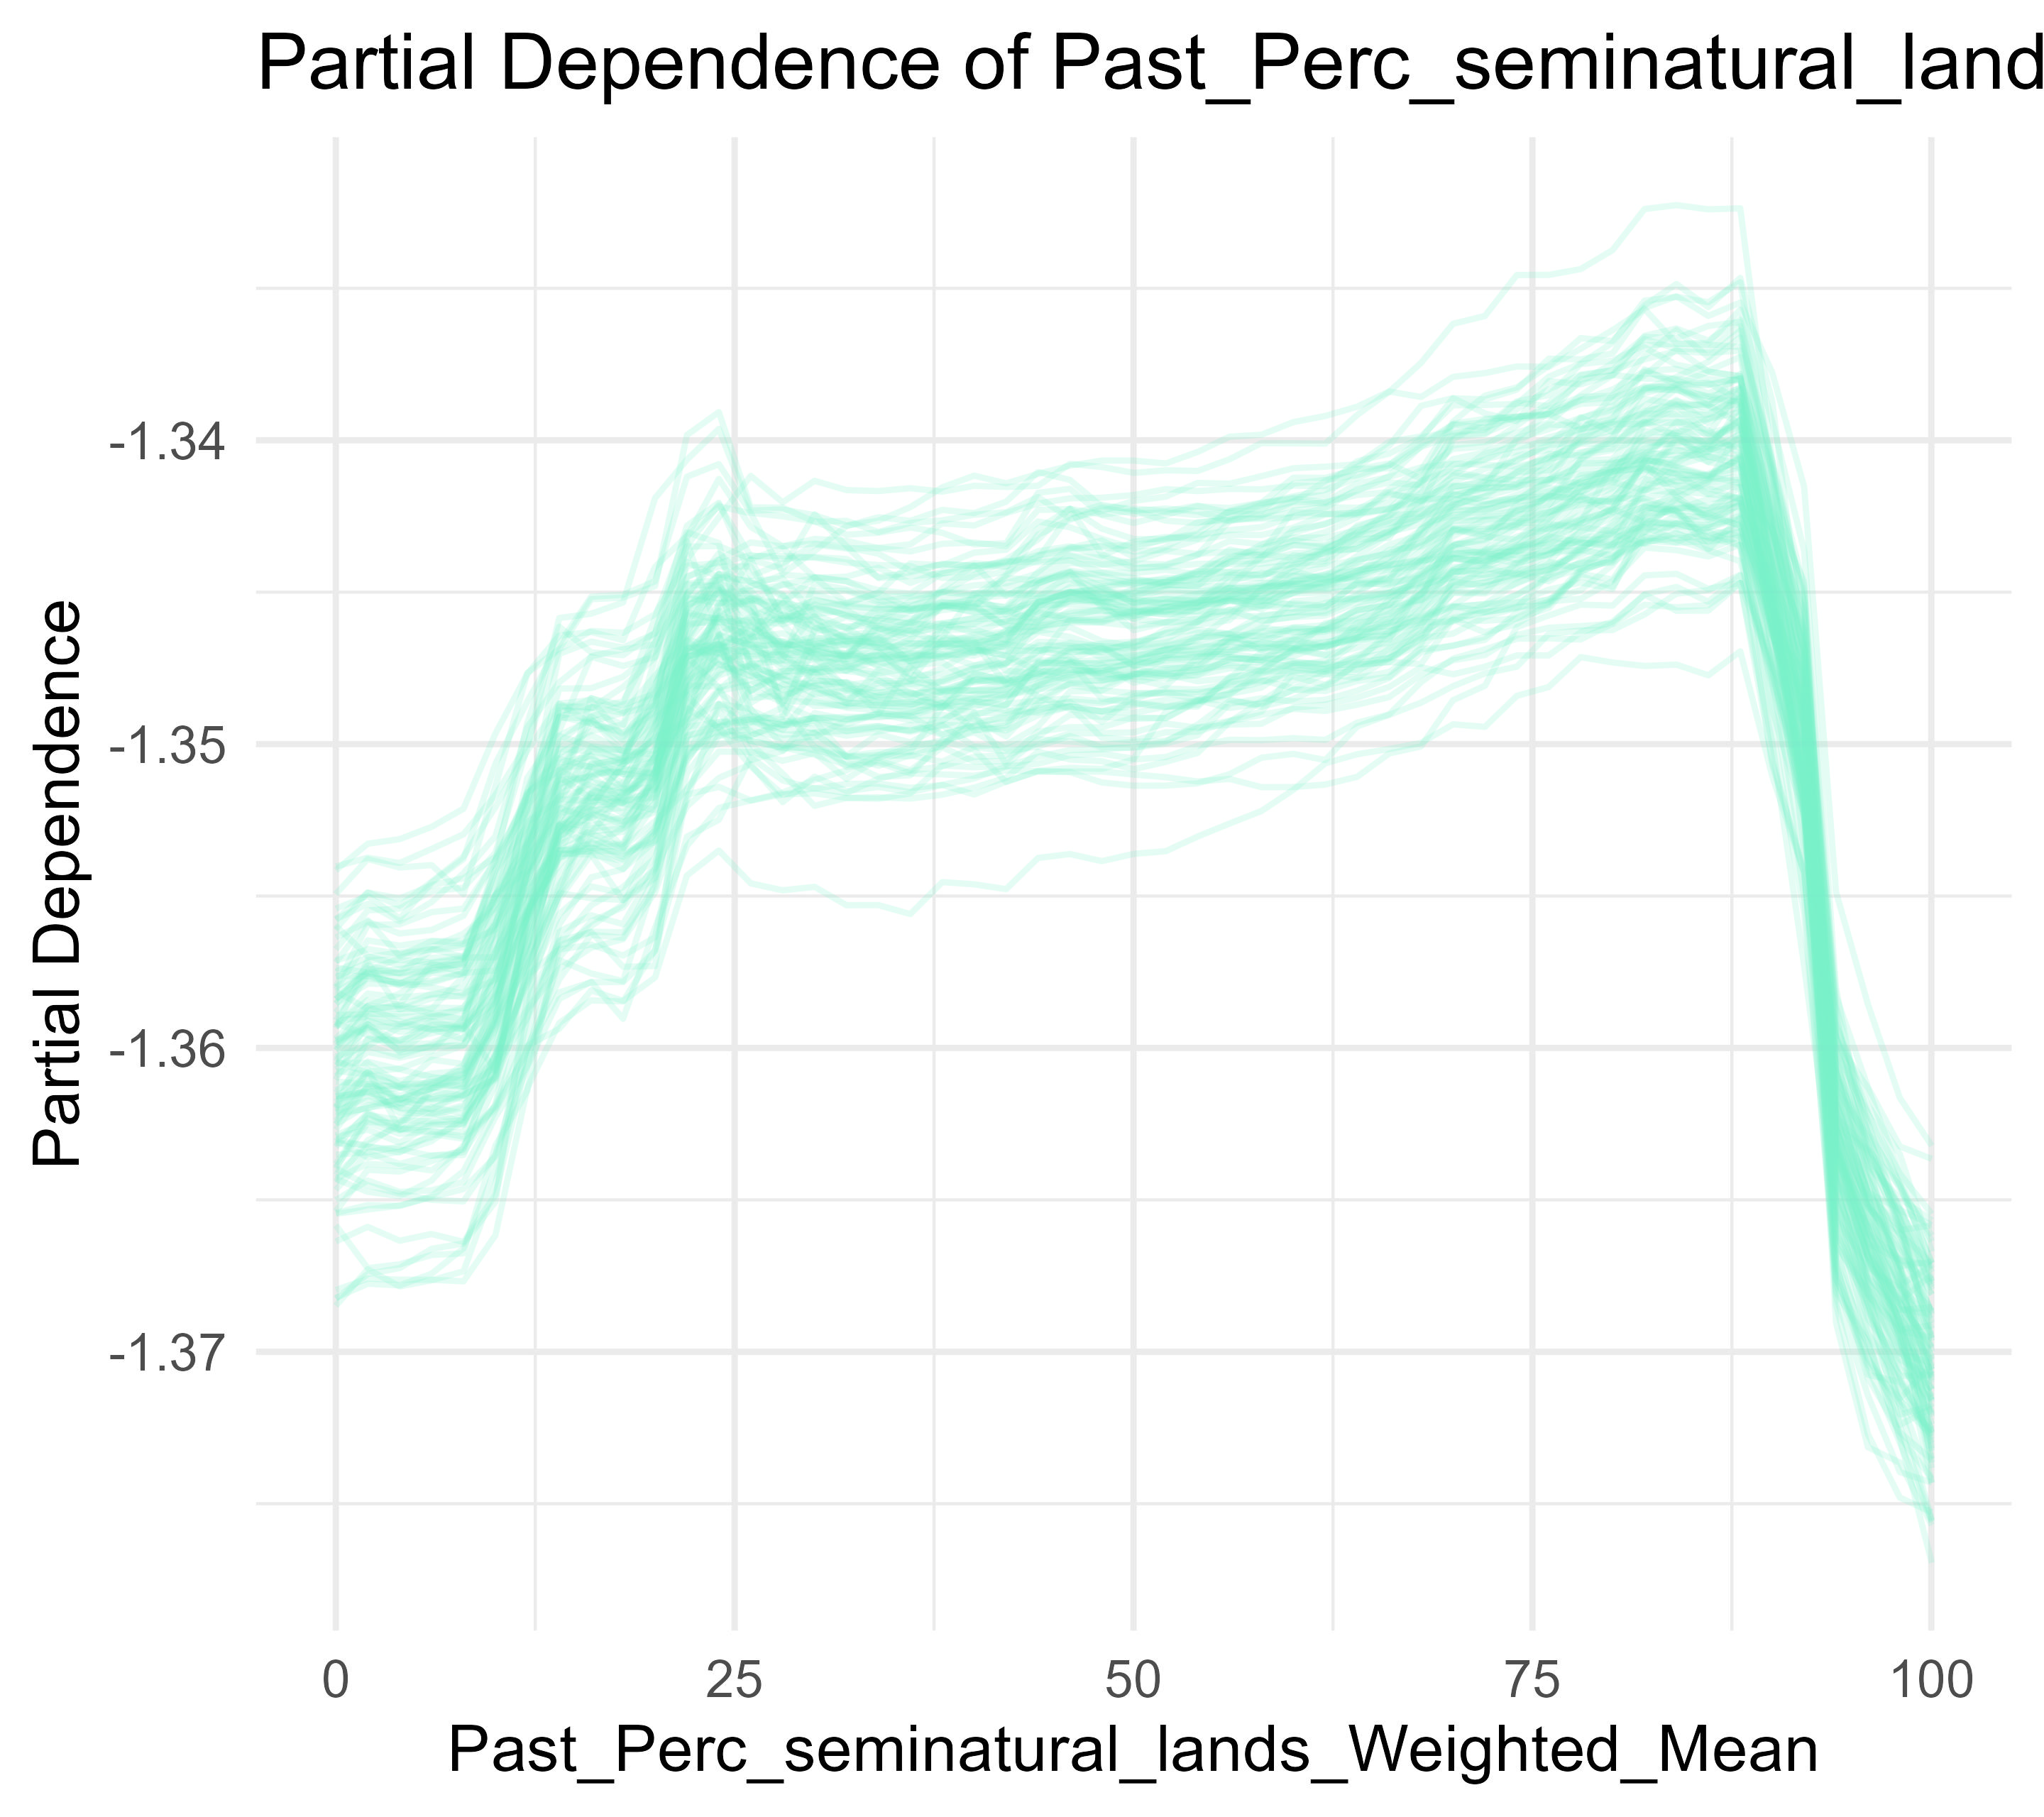 Partial Dependence of Past_Perc_seminatural_land
Partial Dependence
-1.34
-1.35
-1.36
-1.37
0 25 50 75 100
Past_Perc_seminatural_lands_Weighted_Mean